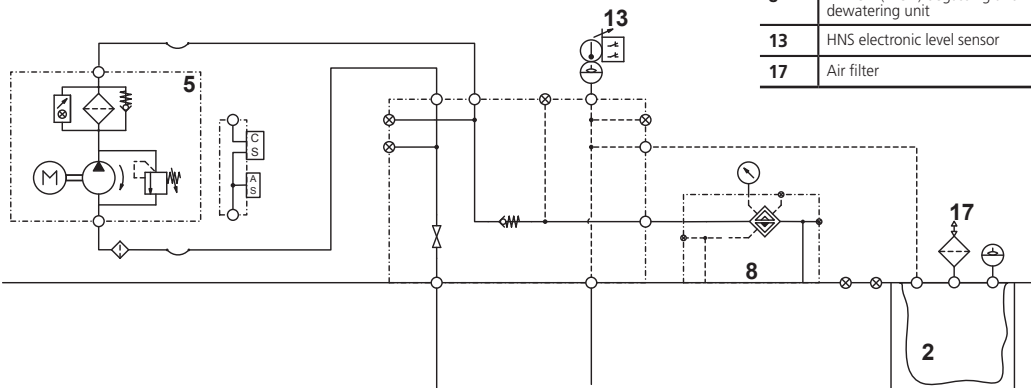 dewatering unit
13 HNS electronic level sensor
17 Air filter
13
5
C
S
A
S
M
17
8
2